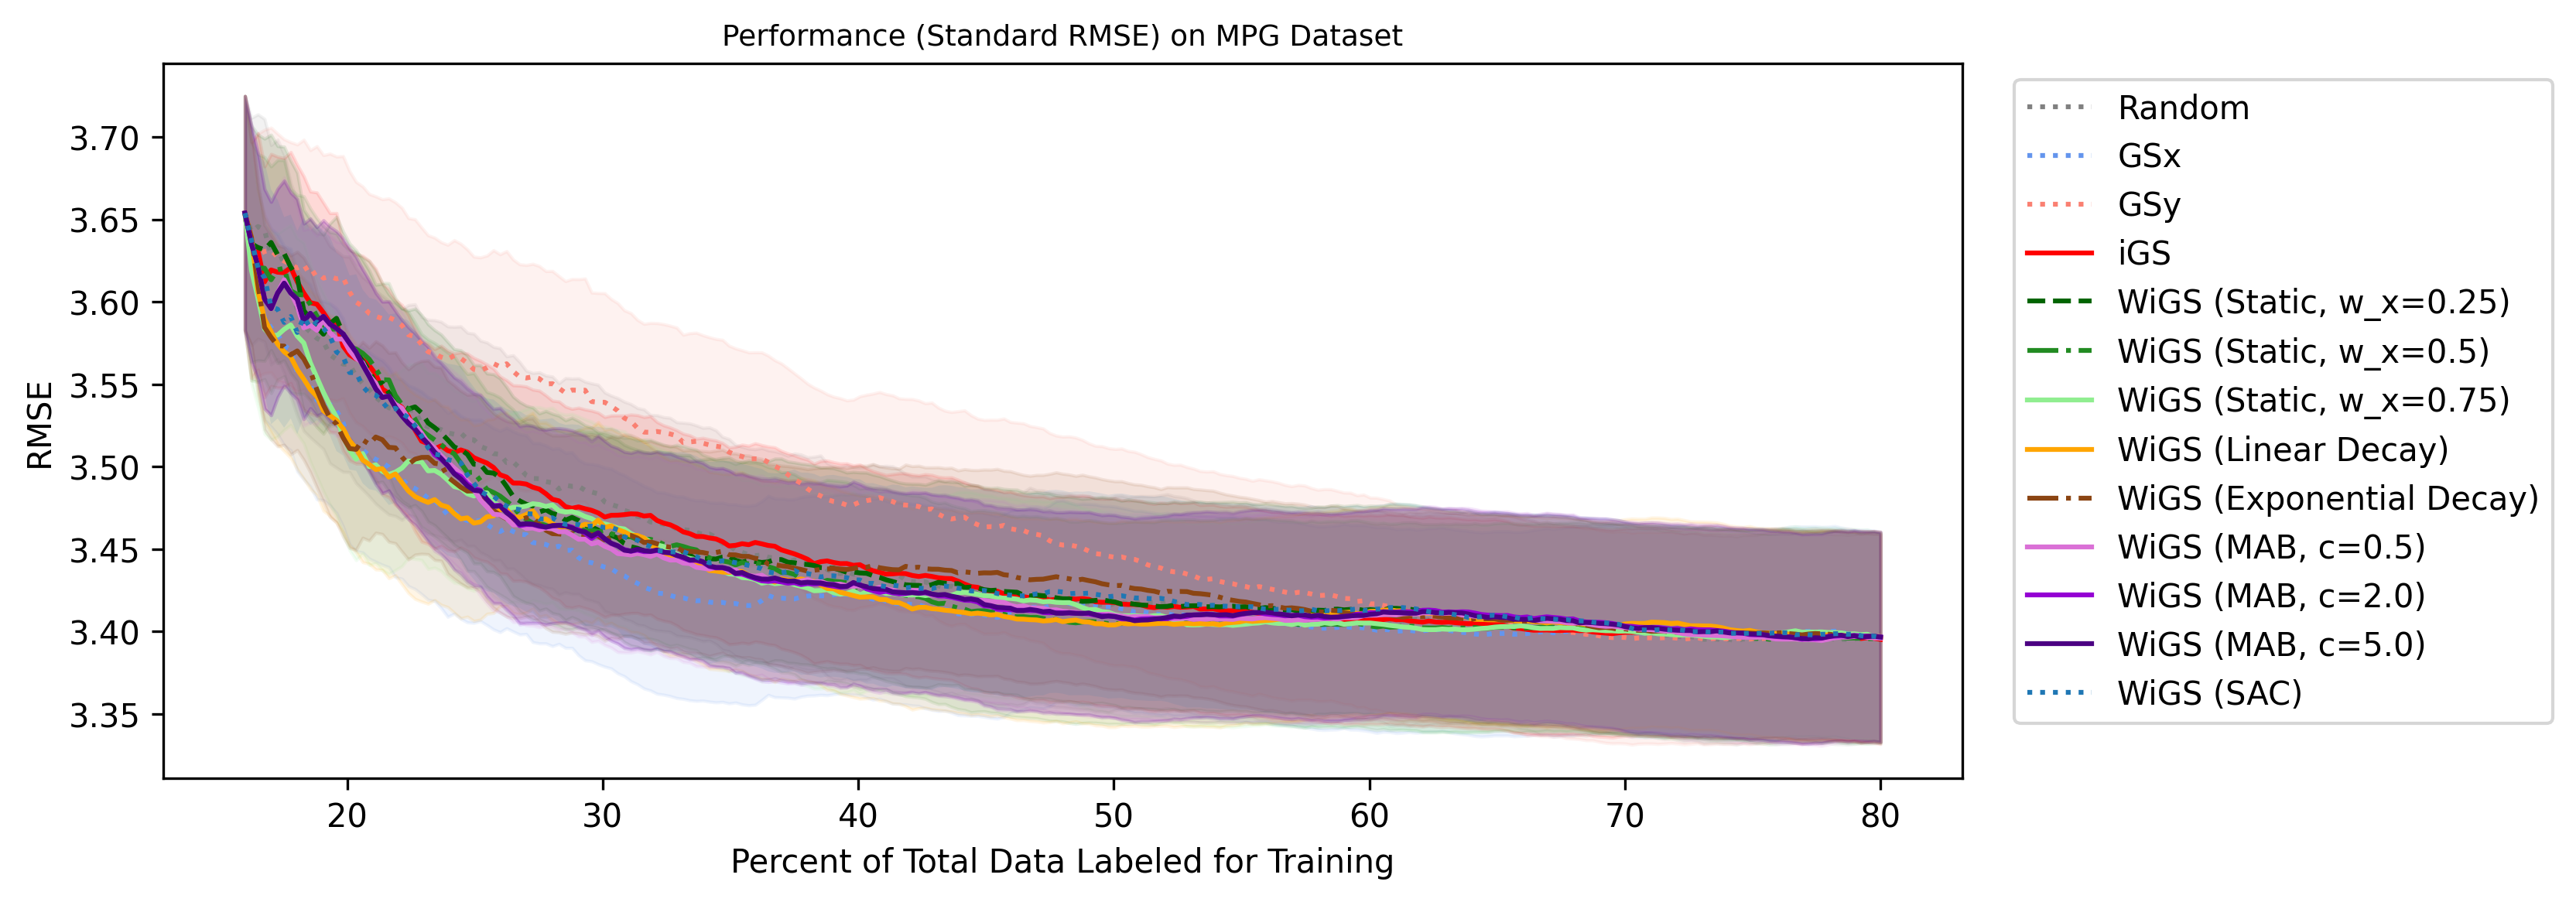 Performance (Standard RMSE) on MPG Dataset
RMSE
3.70
3.65
3.60
3.55
3.50
3.45
3.40
3.35
20 30 40 50 60 70 80
Percent of Total Data Labeled for Training
Random
GSx
GSy
iGS
WiGS (Static, w_x=0.25)
WiGS (Static, w_x=0.5)
WiGS (Static, w_x=0.75)
WiGS (Linear Decay)
WiGS (Exponential Decay)
WiGS (MAB, c=0.5)
WiGS (MAB, c=2.0)
WiGS (MAB, c=5.0)
WiGS (SAC)